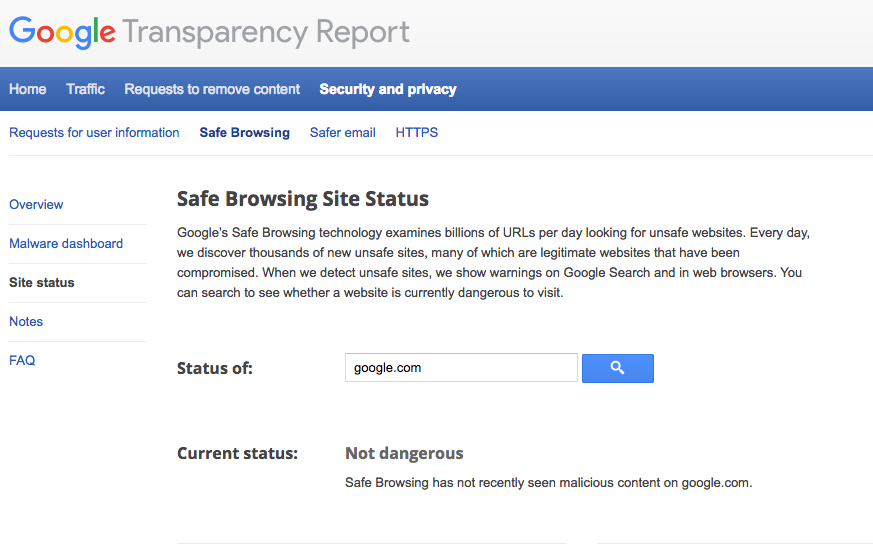 Google Transparency Report
Home Traffic Requests to remove content Security and privacy
Requests for user information Safe Browsing Safer email HTTPS
Overview
Malware dashboard
Site status
Notes
FAQ
Safe Browsing Site Status
Google's Safe Browsing technology examines billions of URLs per day looking for unsafe websites. Every day,
we discover thousands of new unsafe sites, many of which are legitimate websites that have been
compromised. When we detect unsafe sites, we show warnings on Google Search and in web browsers. You
can search to see whether a website is currently dangerous to visit.
Status of: google.com
Current status: Not dangerous
Safe Browsing has not recently seen malicious content on google.com.